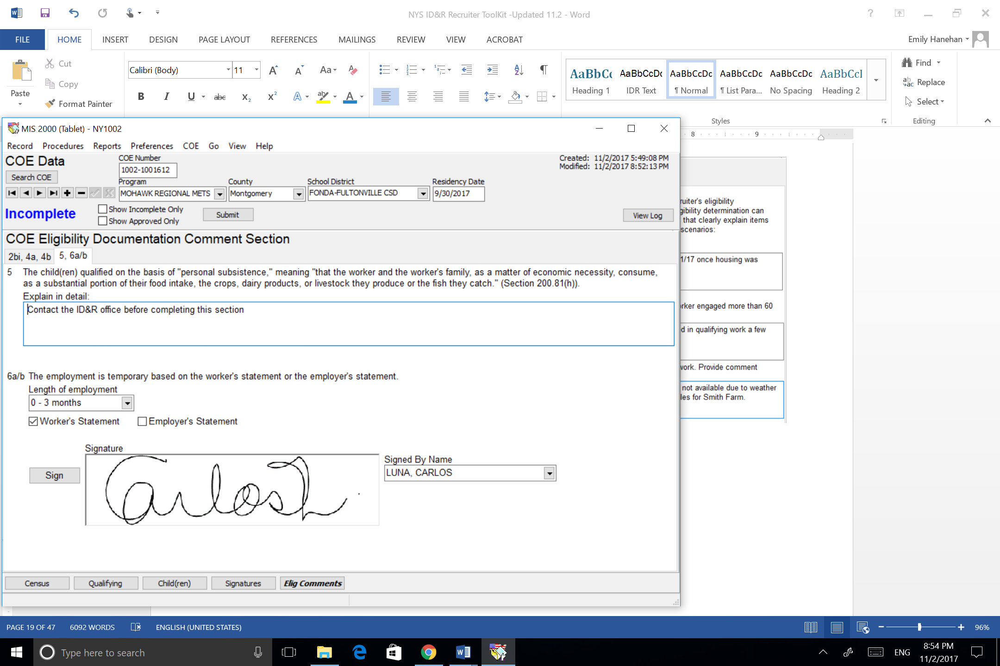 NYS ID&R Recruiter ToolKit -Updated 11.2 - Word
FILE HOME INSERT DESIGN PAGE LAYOUT REFERENCES MAILINGS REVIEW VIEW ACROBAT Emily Hanehan
Paste
Cut
Copy
Format Painter
Calibri (Body) 11
AaBbCc Heading 1
AaBbCcDc IDR Text
AaBbCcDc ¶ Normal
AaBbCcDc ¶ List Para...
AaBbCcDc No Spacing
AaBbCcI Heading 2
Styles
Find
Replace
Select
Editing
8 9
MIS 2000 (Tablet) - NY1002
Record Procedures Reports Preferences COE Go View Help
COE Data
Search COE
COE Number
1002-1001612
Created: 11/2/2017 5:49:08 PM
Modified: 11/2/2017 8:52:13 PM
Program County School District Residency Date
MOHAWK REGIONAL METS Montgomery FONDA-FULTONVILLE CSD 9/30/2017
Incomplete
Show Incomplete Only
Show Approved Only
Submit
View Log
COE Eligibility Documentation Comment Section
2bi, 4a, 4b 5, 6a/b
5 The child(ren) qualified on the basis of "personal subsistence," meaning "that the worker and the worker's family, as a matter of economic necessity, consume,
as a substantial portion of their food intake, the crops, dairy products, or livestock they produce or the fish they catch." (Section 200.81(h)).
Explain in detail:
Contact the ID&R office before completing this section
6a/b The employment is temporary based on the worker's statement or the employer's statement.
Length of employment
0 - 3 months
Worker's Statement Employer's Statement
Signature
Sign
Carlos L
Signed By Name
LUNA, CARLOS
Census Qualifying Child(ren) Signatures Elig Comments
ruiter's eligibility
gibility determination can
that clearly explain items
scenarios:
1/17 once housing was
rker engaged more than 60
d in qualifying work a few
work. Provide comment
not available due to weather
les for Smith Farm.
PAGE 19 OF 47 6092 WORDS ENGLISH (UNITED STATES) 96%
Type here to search
ENG
8:54 PM
11/2/2017